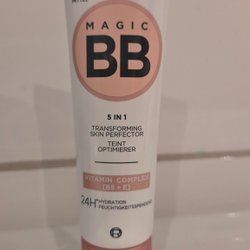 MAGIC
BB
5 IN 1
TRANSFORMING
SKIN PERFECTOR
TEINT
OPTIMIERER
VITAMIN COMPLEX
(B5 + E)
24H* HYDRATION
FEUCHTIGKEITSSPENDEND